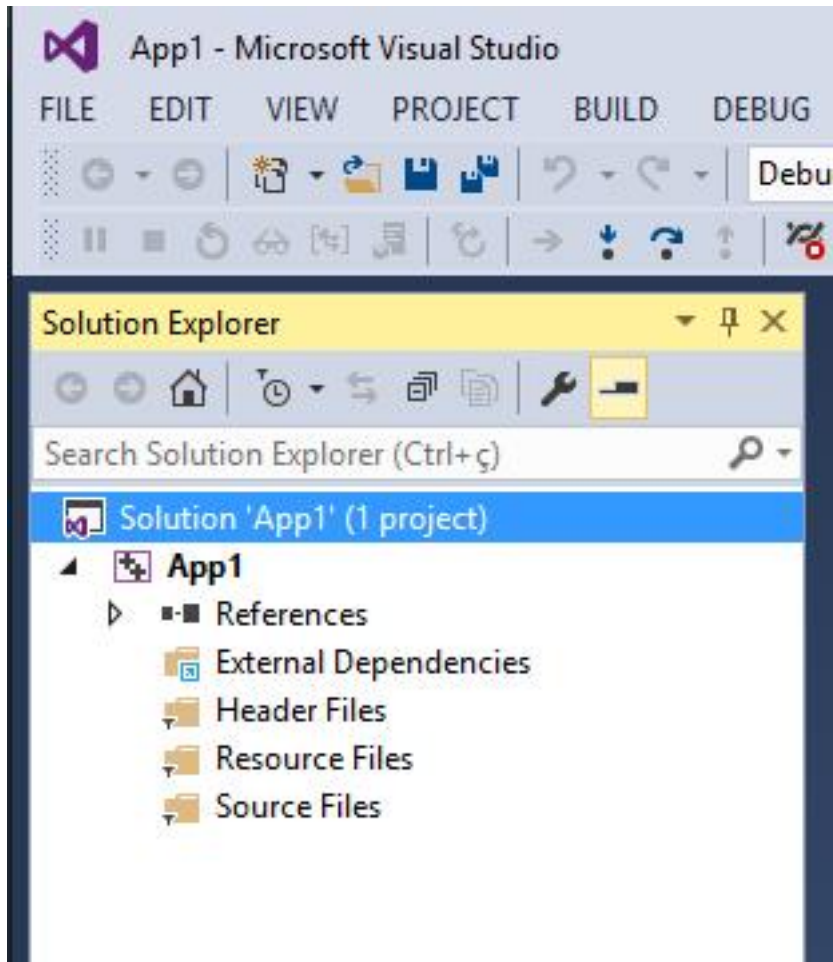 App1 - Microsoft Visual Studio
FILE EDIT VIEW PROJECT BUILD DEBUG
Debu
Solution Explorer
Search Solution Explorer (Ctrl+ç)
Solution 'App1' (1 project)
App1
References
External Dependencies
Header Files
Resource Files
Source Files